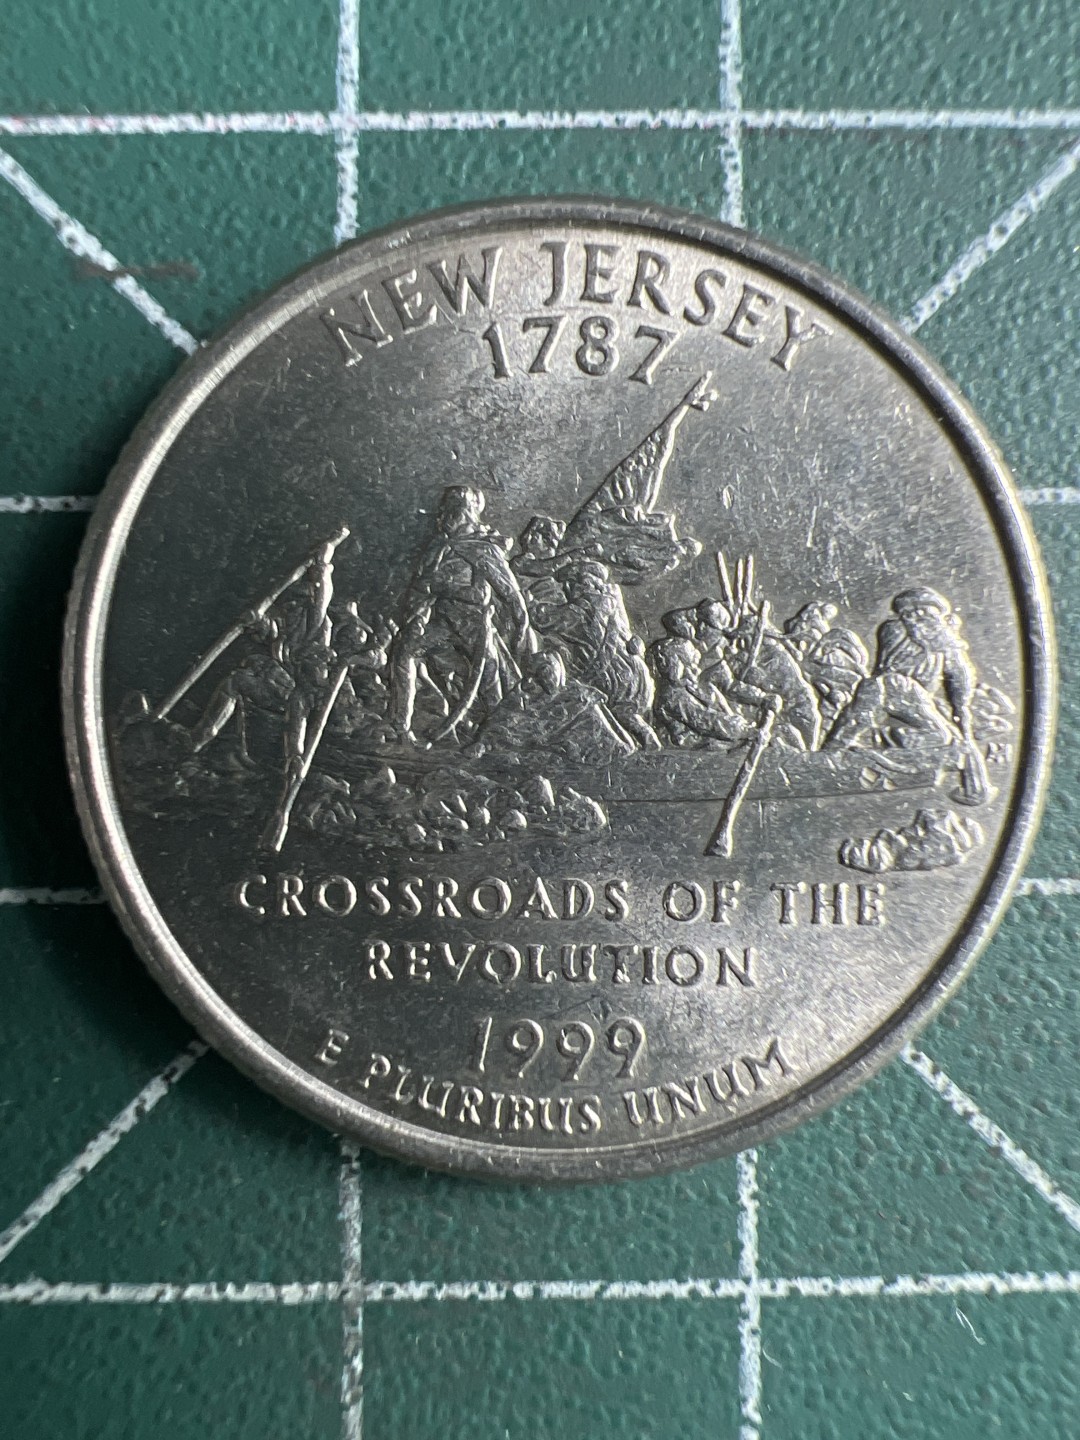 NEW JERSEY
1787
CROSSROADS OF THE
REVOLUTION
1999
E PLURIBUS UNUM